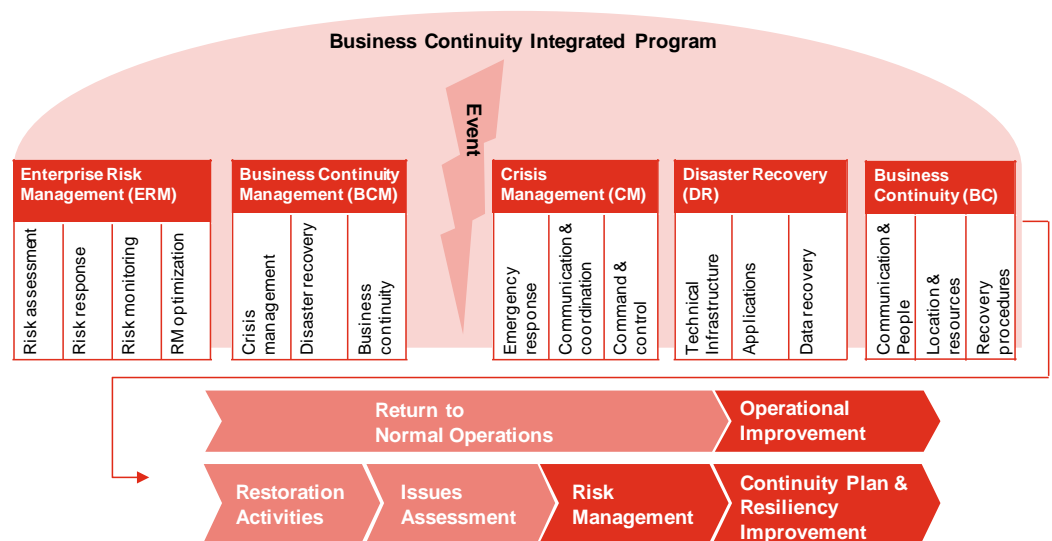 Business Continuity Integrated Program
Event
Enterprise Risk
Management (ERM)
Risk assessment
Risk response
Risk monitoring
RM optimization
Business Continuity
Management (BCM)
Crisis
management
Disaster recovery
Business
continuity
Crisis
Management (CM)
Emergency
response
Communication &
coordination
Command &
control
Disaster Recovery
(DR)
Technical
Infrastructure
Applications
Data recovery
Business
Continuity (BC)
Communication &
People
Location &
resources
Recovery
procedures
Return to
Normal Operations
Operational
Improvement
Restoration
Activities
Issues
Assessment
Risk
Management
Continuity Plan &
Resiliency
Improvement